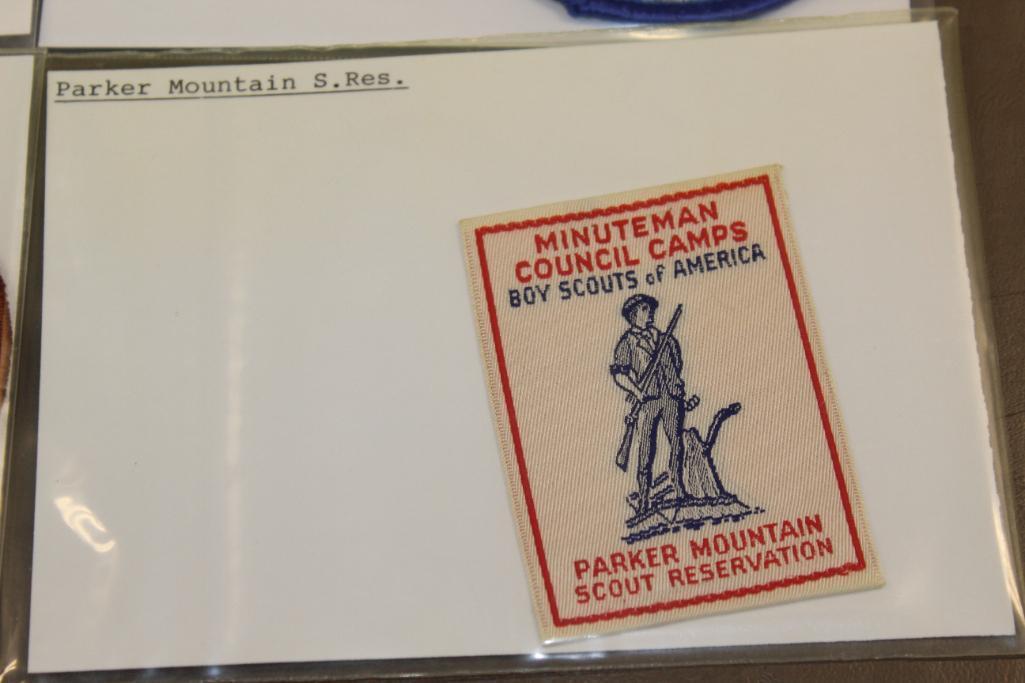 Parker Mountain S.Res.
MINUTEMAN
COUNCIL CAMPS
BOY SCOUTS of AMERICA
PARKER MOUNTAIN
SCOUT RESERVATION